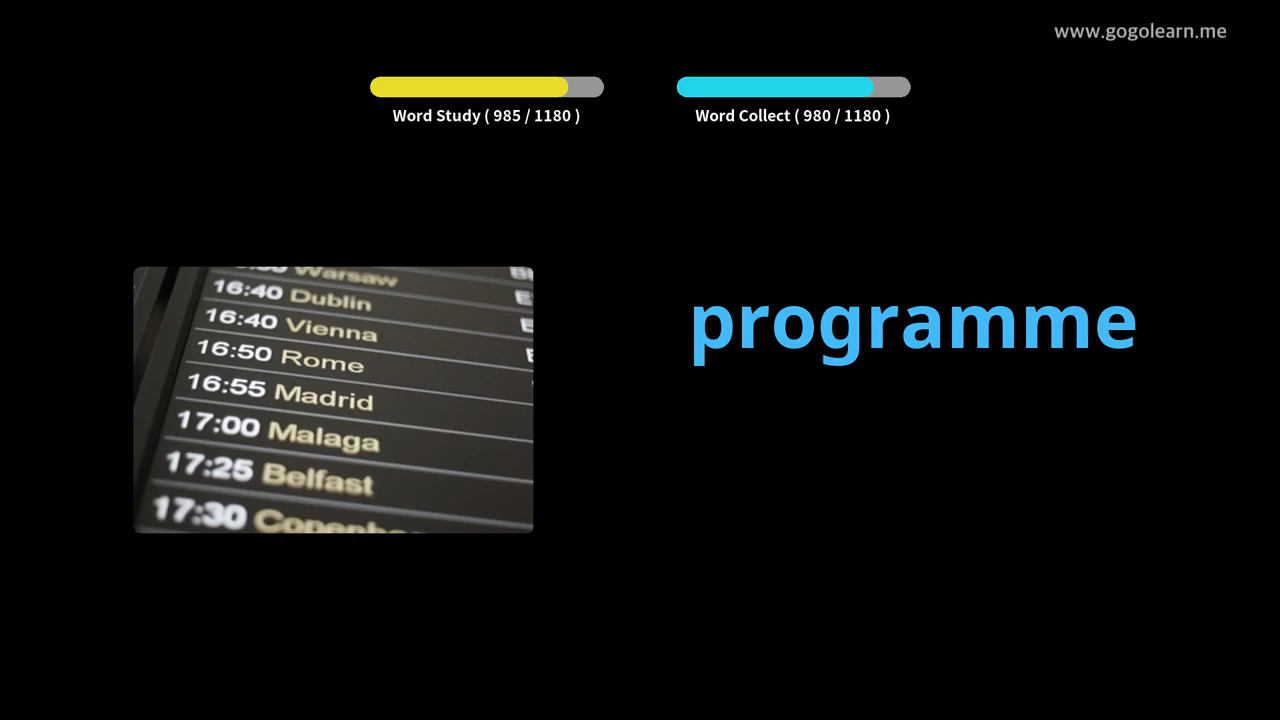 www.gogolearn.me
Word Study ( 985 / 1180 )
Word Collect ( 980 / 1180 )
programme
Warsaw
16:40 Dublin
16:40 Vienna
16:50 Rome
16:55 Madrid
17:00 Malaga
17:25 Belfast
17:30